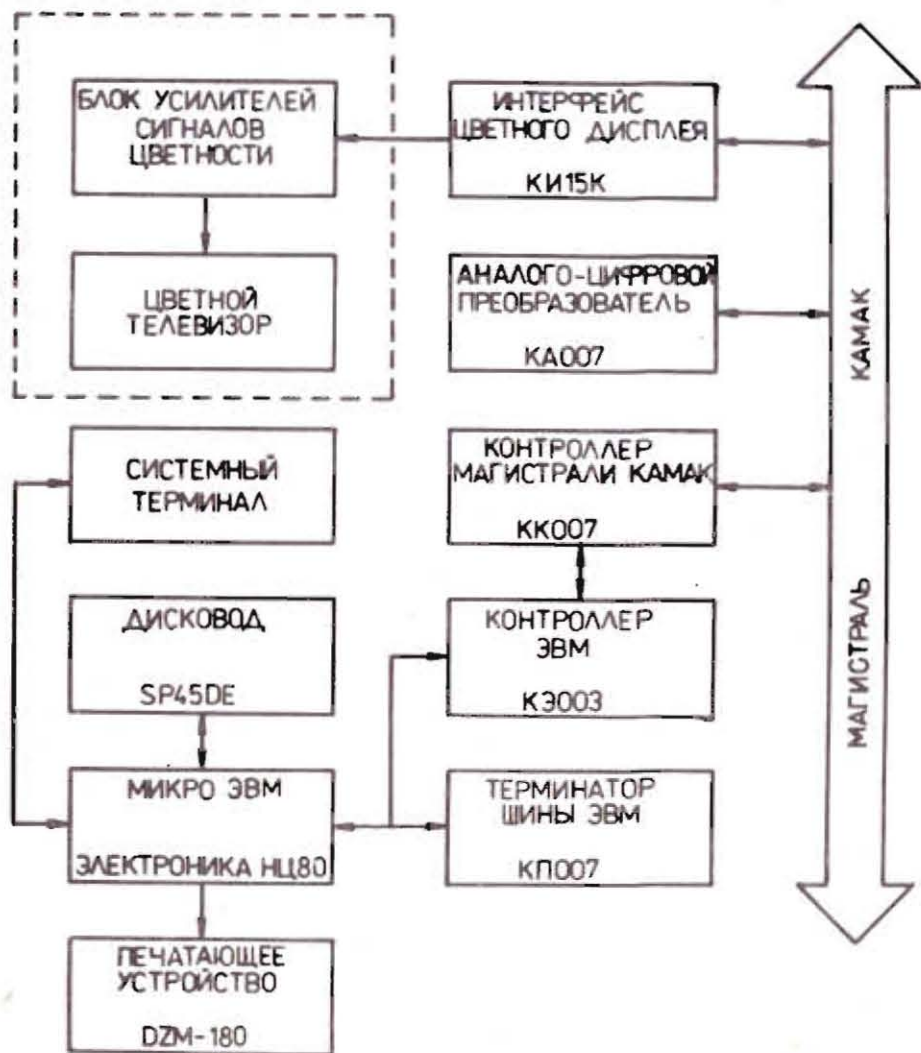 БЛОК УСИЛИТЕЛЕЙ
СИГНАЛОВ
ЦВЕТНОСТИ
ИНТЕРФЕЙС
ЦВЕТНОГО ДИСПЛЕЯ
КИ15К
ЦВЕТНОЙ
ТЕЛЕВИЗОР
АНАЛОГО-ЦИФРОВОЙ
ПРЕОБРАЗОВАТЕЛЬ
КА007
СИСТЕМНЫЙ
ТЕРМИНАЛ
КОНТРОЛЛЕР
МАГИСТРАЛИ КАМАК
КК007
ДИСКОВОД
SP45DE
КОНТРОЛЛЕР
ЭВМ
КЭ003
МИКРО ЭВМ
ЭЛЕКТРОНИКА НЦ80
ТЕРМИНАТОР
ШИНЫ ЭВМ
КП007
ПЕЧАТАЮЩЕЕ
УСТРОЙСТВО
DZM-180
МАГИСТРАЛЬ КАМАК